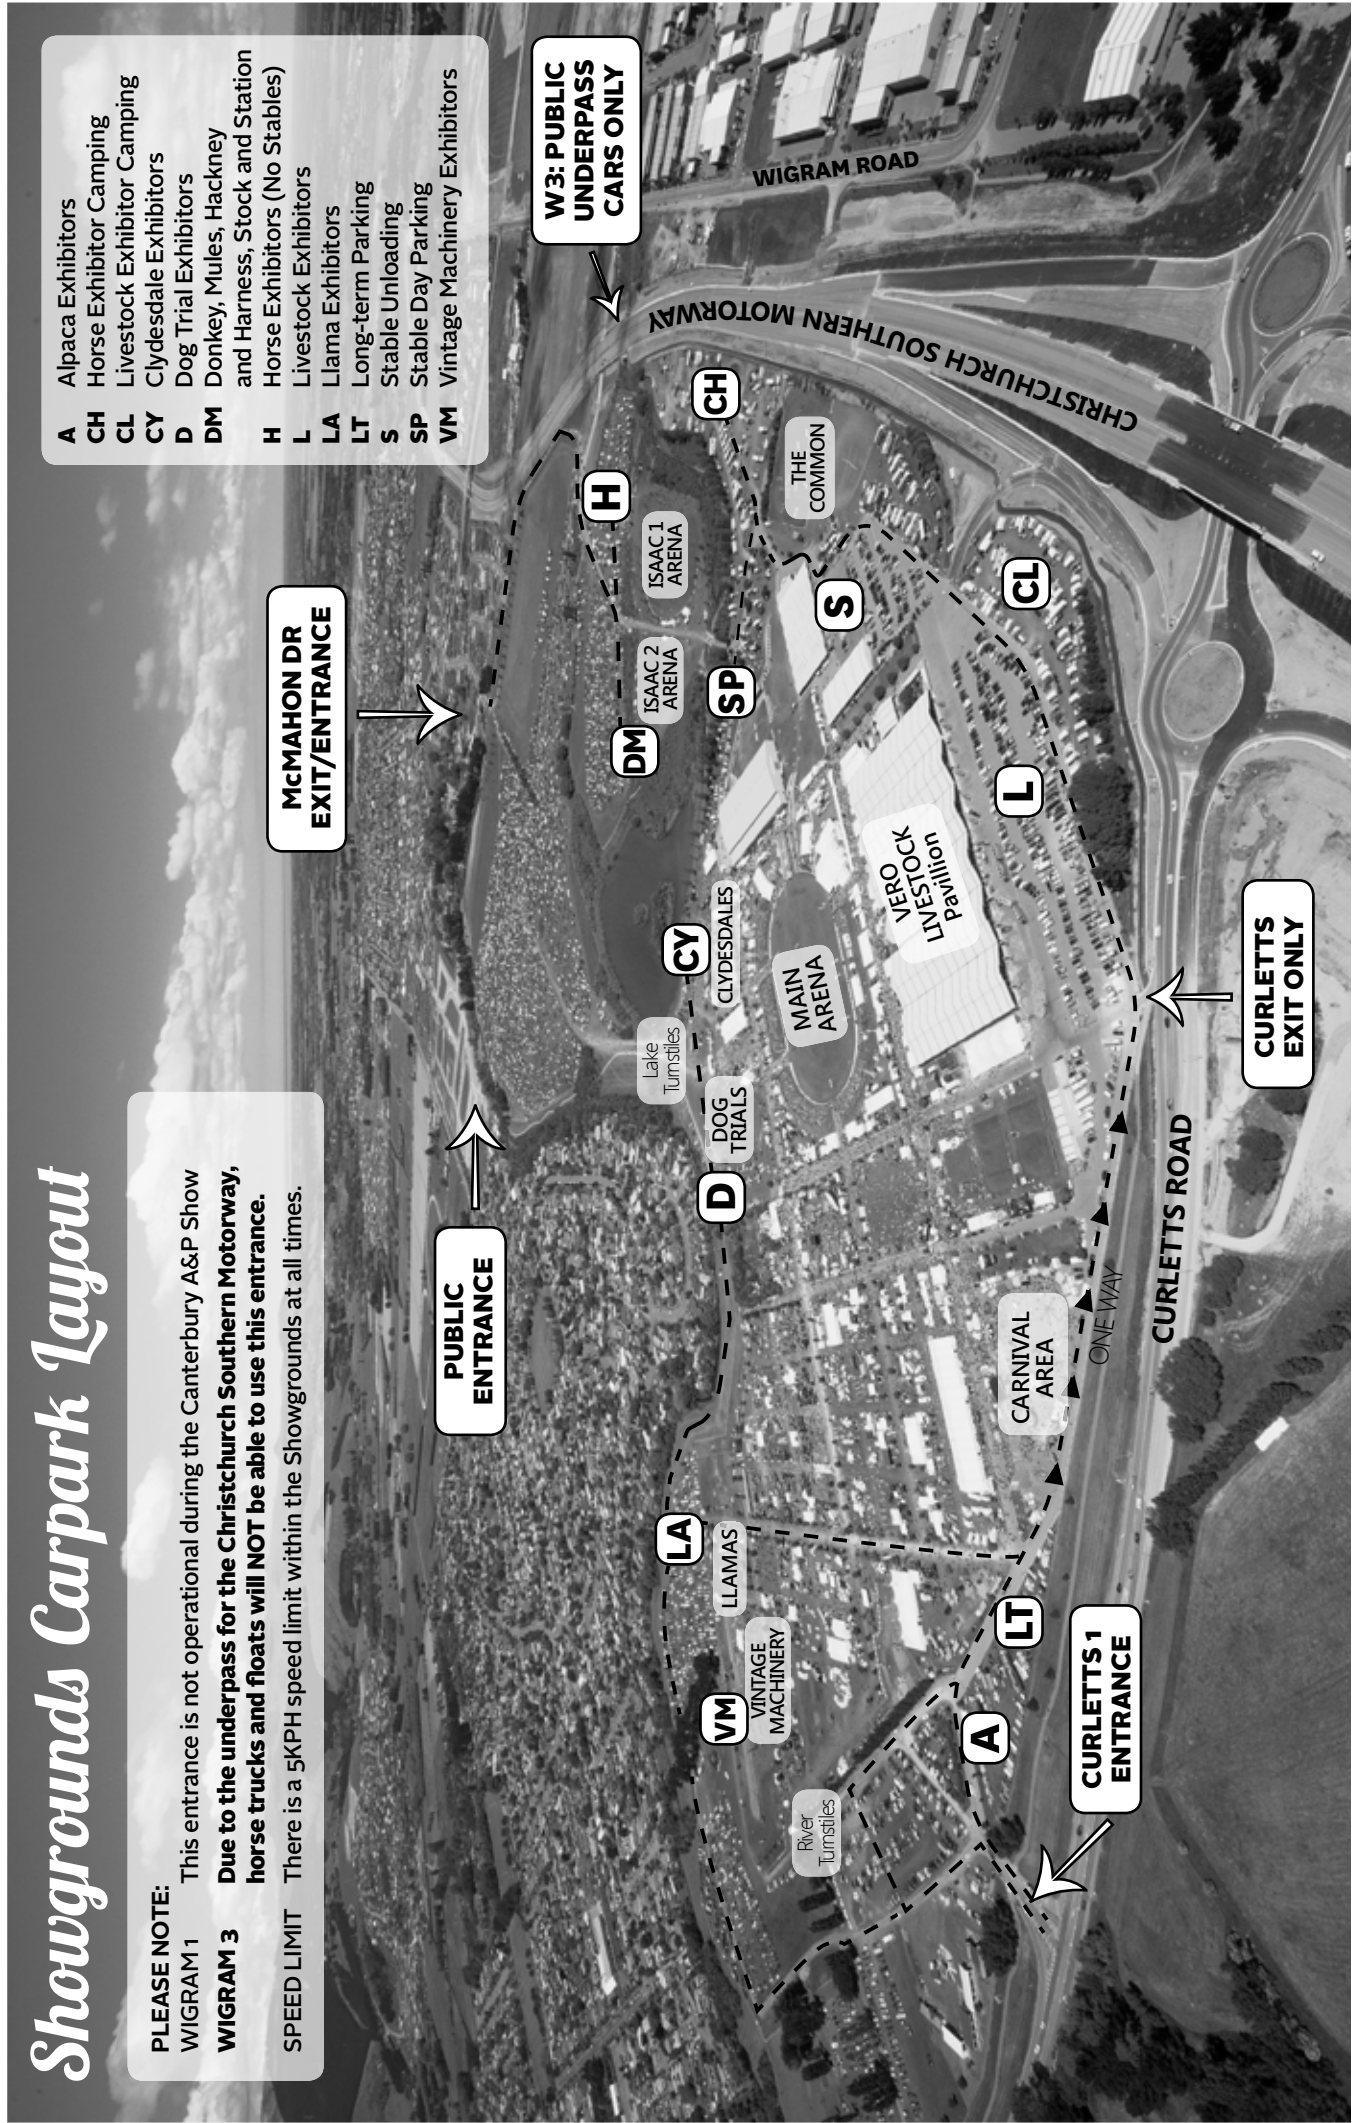 Showgrounds Carpark Layout
PLEASE NOTE:
WIGRAM 1 This entrance is not operational during the Canterbury A&P Show
WIGRAM 3 Due to the underpass for the Christchurch Southern Motorway,
horse trucks and floats will NOT be able to use this entrance.
SPEED LIMIT There is a 5KPH speed limit within the Showgrounds at all times.
A Alpaca Exhibitors
CH Horse Exhibitor Camping
CL Livestock Exhibitor Camping
CY Clydesdale Exhibitors
D Dog Trial Exhibitors
DM Donkey, Mules, Hackney
and Harness, Stock and Station
H Horse Exhibitors (No Stables)
L Livestock Exhibitors
LA Llama Exhibitors
LT Long-term Parking
S Stable Unloading
SP Stable Day Parking
VM Vintage Machinery Exhibitors
McMAHON DR
EXIT/ENTRANCE
PUBLIC
ENTRANCE
W3: PUBLIC
UNDERPASS
CARS ONLY
H
ISAAC 1
ARENA
ISAAC 2
ARENA
DM
SP
CH
THE
COMMON
CHRISTCHURCH SOUTHERN MOTORWAY
WIGRAM ROAD
CY
CLYDESDALES
Lake
Turnstiles
DOG
TRIALS
D
LA
LLAMAS
VM
VINTAGE
MACHINERY
River
Turnstiles
MAIN
ARENA
VERO
LIVESTOCK
Pavillion
S
CL
L
CARNIVAL
AREA
ONE WAY
LT
A
CURLETTS ROAD
CURLETTS 1
ENTRANCE
CURLETTS
EXIT ONLY